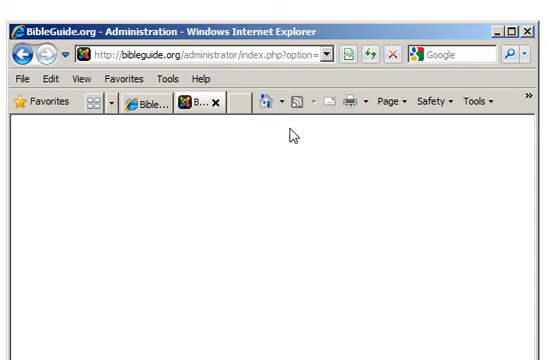 BibleGuide.org - Administration - Windows Internet Explorer
http://bibleguide.org/administrator/index.php?option=
Google
File Edit View Favorites Tools Help
Favorites Bible... B... Page Safety Tools »